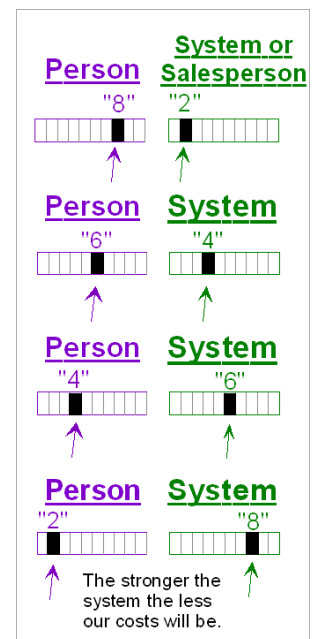 System or
Person Salesperson
"8" "2"
Person System
"6" "4"
Person System
"4" "6"
Person System
"2" "8"
The stronger the
system the less
our costs will be.